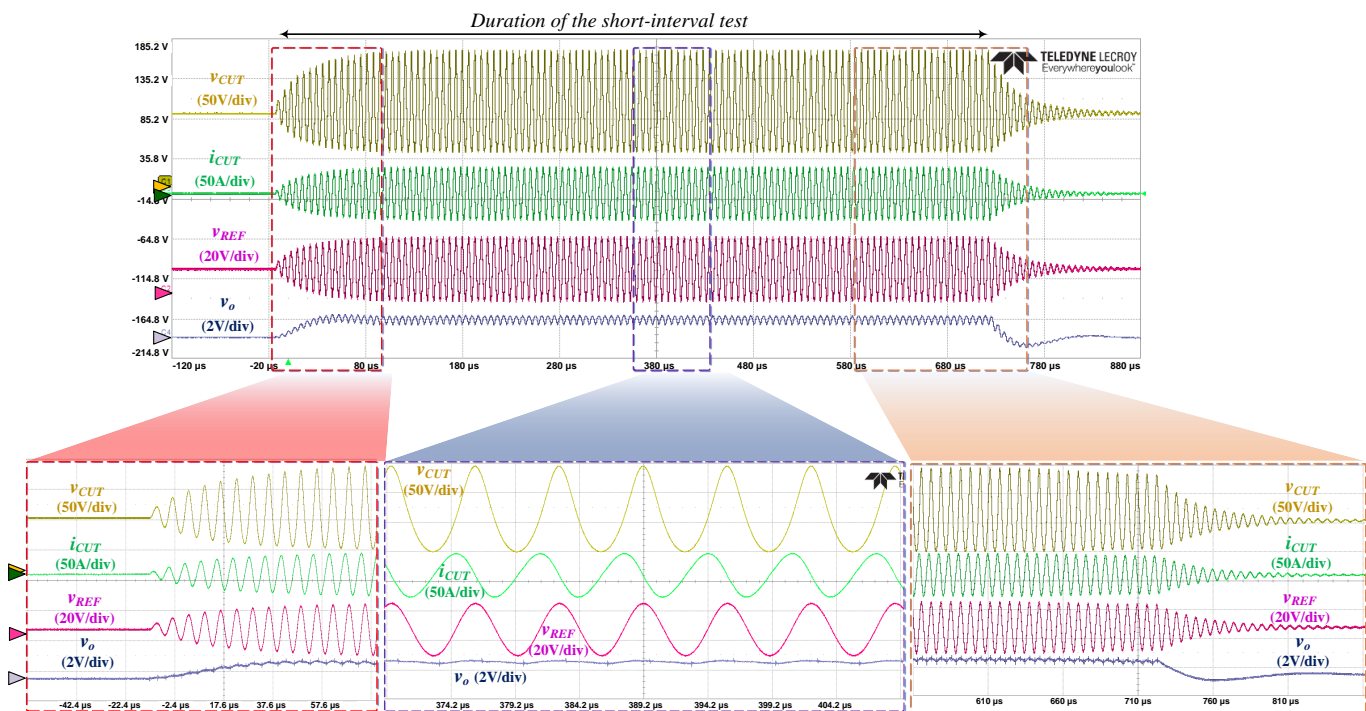 Duration of the short-interval test
185.2 V
TELEDYNE LECROY
Everywhereyoulook
135.2 V
vCUT
(50V/div)
85.2 V
35.8 V
iCUT
(50A/div)
-64.8 V
vREF
(20V/div)
-114.8 V
vo
(2V/div)
-164.8 V
-214.8 V
-120 µs
-20 µs
80 µs
180 µs
280 µs
380 µs
480 µs
580 µs
680 µs
780 µs
880 µs
vCUT
(50V/div)
iCUT
(50A/div)
vREF
(20V/div)
vo
(2V/div)
-42.4 µs
-22.4 µs
-2.4 µs
17.6 µs
37.6 µs
57.6 µs
vCUT
(50V/div)
iCUT
(50A/div)
vREF
(20V/div)
vo (2V/div)
374.2 µs
379.2 µs
384.2 µs
389.2 µs
394.2 µs
399.2 µs
404.2 µs
vCUT
(50V/div)
iCUT
(50A/div)
vREF
(20V/div)
vo
(2V/div)
610 µs
660 µs
710 µs
760 µs
810 µs